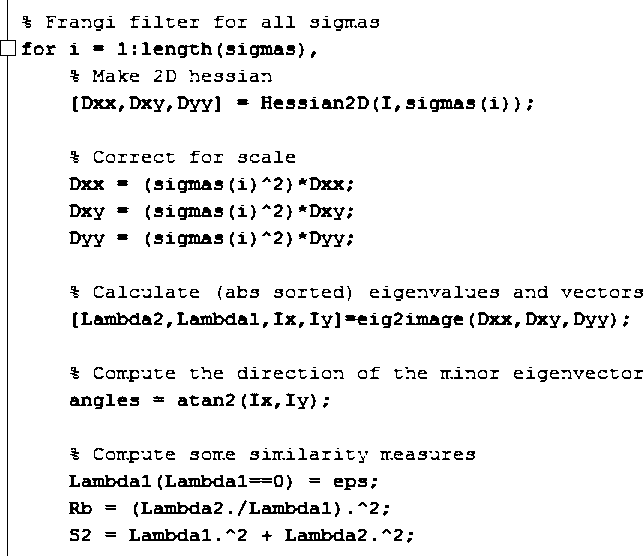 % Frangi filter for all sigmas
for i = 1:length(sigmas),
% Make 2D hessian
[Dxx,Dxy,Dyy] = Hessian2D(I,sigmas(i));
% Correct for scale
Dxx = (sigmas(i)^2)*Dxx;
Dxy = (sigmas(i)^2)*Dxy;
Dyy = (sigmas(i)^2)*Dyy;
% Calculate (abs sorted) eigenvalues and vectors
[Lambda2,Lambda1,Ix,Iy]=eig2image(Dxx,Dxy,Dyy);
% Compute the direction of the minor eigenvector
angles = atan2(Ix,Iy);
% Compute some similarity measures
Lambda1(Lambda1==0) = eps;
Rb = (Lambda2./Lambda1).^2;
S2 = Lambda1.^2 + Lambda2.^2;